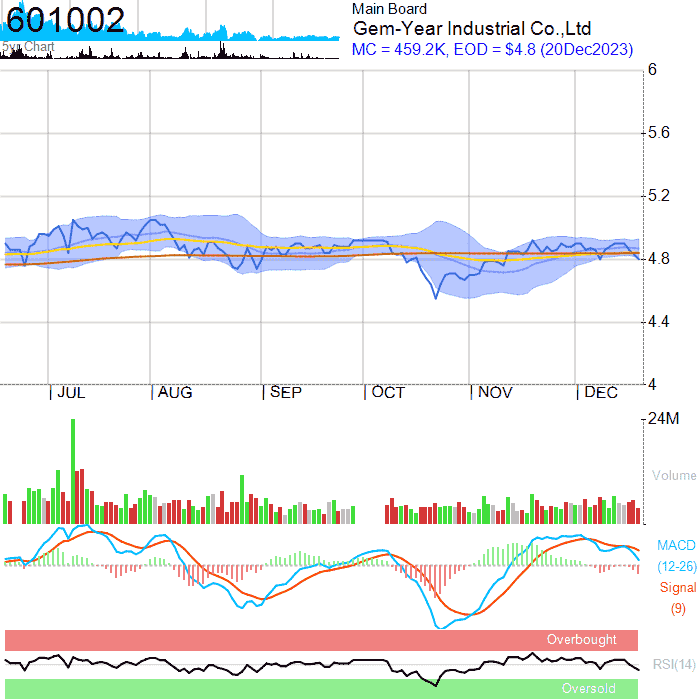 601002
5yr Chart
Main Board
Gem-Year Industrial Co.,Ltd
MC = 459.2K, EOD = $4.8 (20Dec2023)
6
5.6
5.2
4.8
4.4
4
JUL AUG SEP OCT NOV DEC
24M
Volume
MACD
(12-26)
Signal
(9)
Overbought
RSI(14)
Oversold